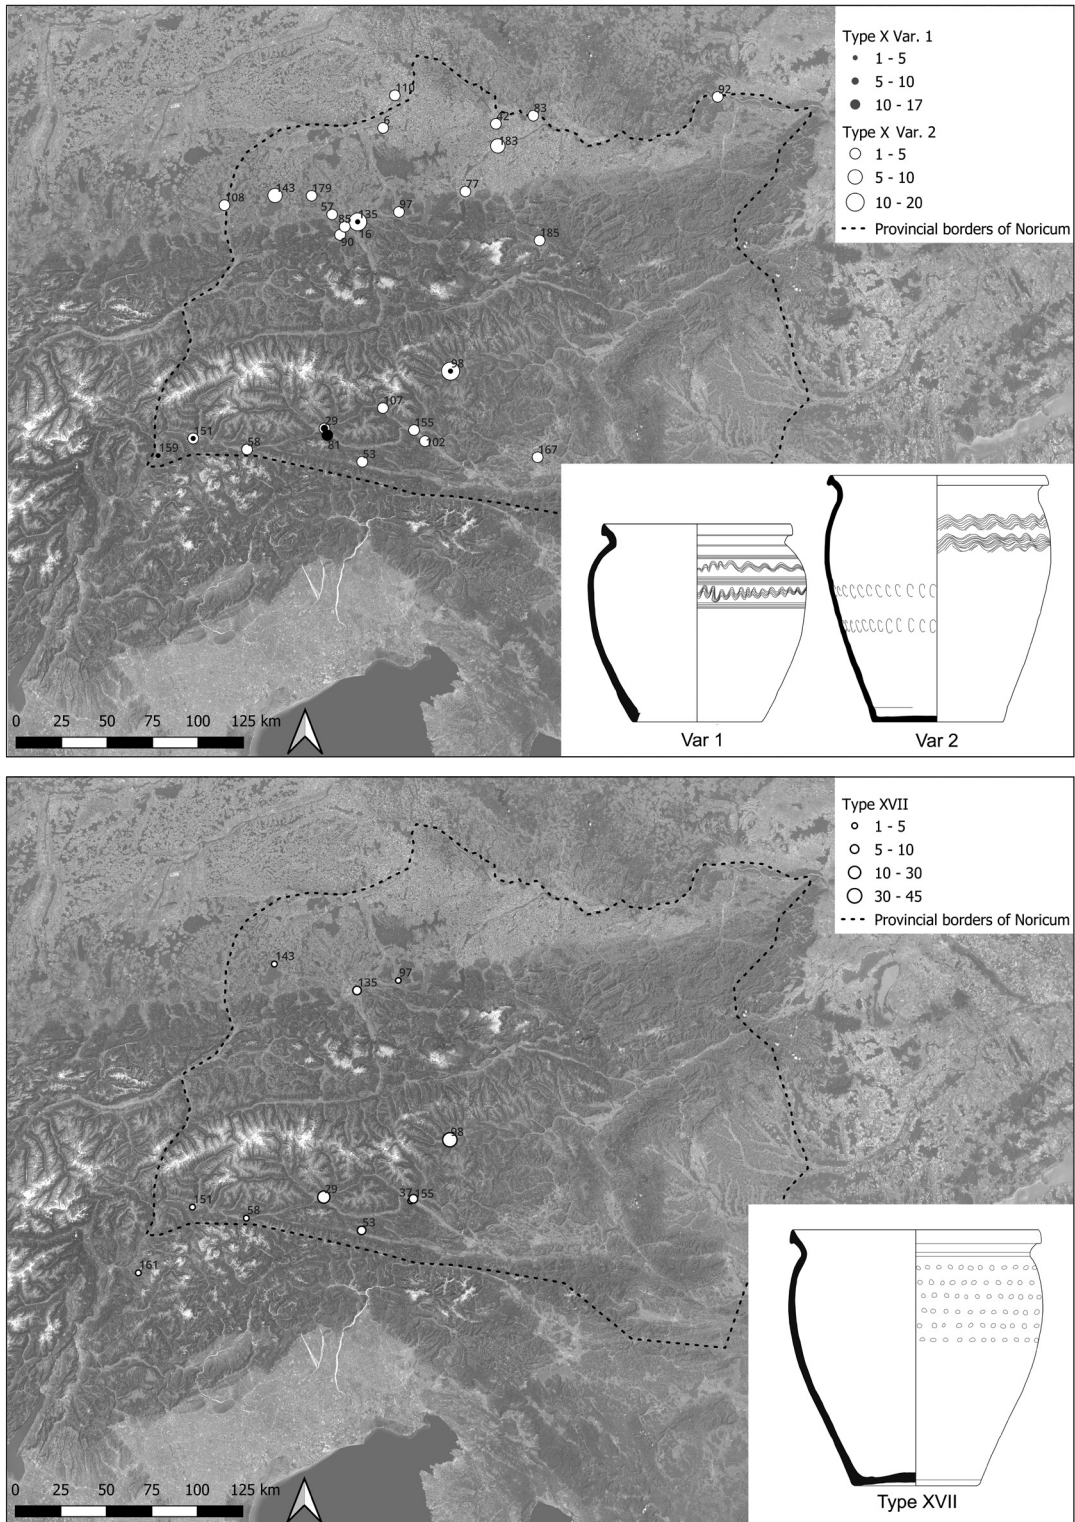 Type X Var. 1
1 - 5
5 - 10
10 - 17
Type X Var. 2
1 - 5
5 - 10
10 - 20
Provincial borders of Noricum
92
83
42
183
6
77
108
143
179
57
97
85
135
16
90
185
98
107
29
81
155
102
151
159
58
53
167
0 25 50 75 100 125 km
Var 1
Var 2
Type XVII
1 - 5
5 - 10
10 - 30
30 - 45
Provincial borders of Noricum
143
97
135
98
29
37
155
151
58
53
161
0 25 50 75 100 125 km
Type XVII